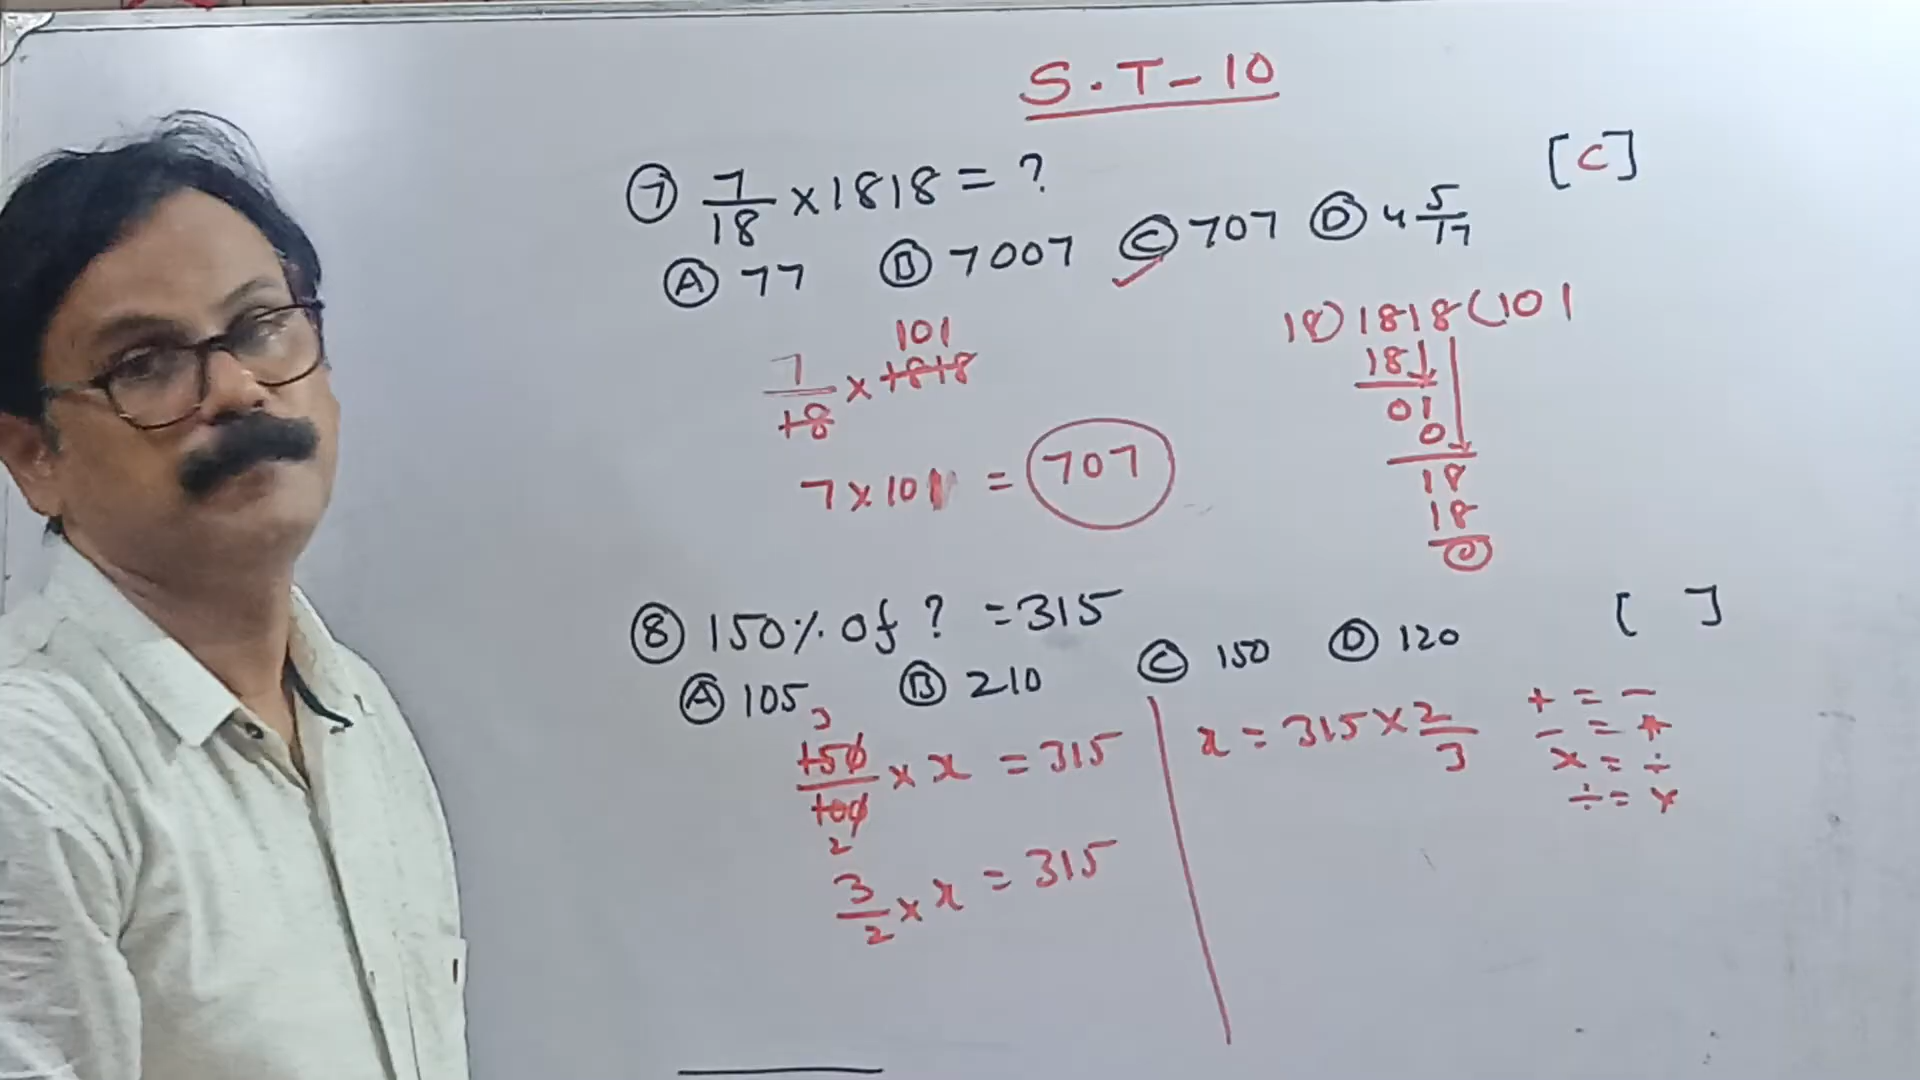 S.T-10
⑦ 7/18 × 1818 = ? [C]
Ⓐ 77 Ⓑ 7007 Ⓒ 707 Ⓓ 4 5/17
101
7/18 × 1818
7 × 101 = 707
18) 1818 (101
18
01
0
18
18
0
⑧ 150% of ? = 315 [ ]
Ⓐ 105 Ⓑ 210 Ⓒ 150 Ⓓ 120
3
150/100 × x = 315
2
3/2 × x = 315
x = 315 × 2/3
+ = -
- = +
× = ÷
÷ = ×